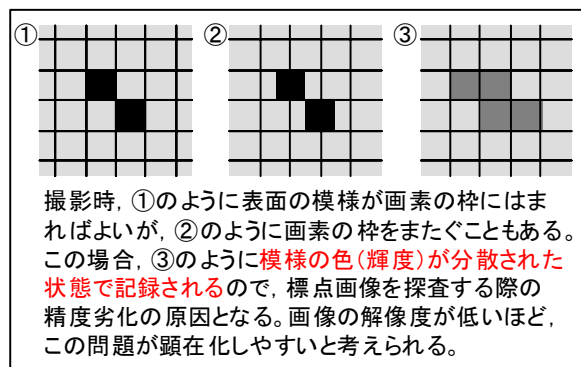 ① ② ③
撮影時，①のように表面の模様が画素の枠にはま
ればよいが，②のように画素の枠をまたぐこともある。
この場合，③のように模様の色(輝度)が分散された
状態で記録されるので，標点画像を探査する際の
精度劣化の原因となる。画像の解像度が低いほど，
この問題が顕在化しやすいと考えられる。